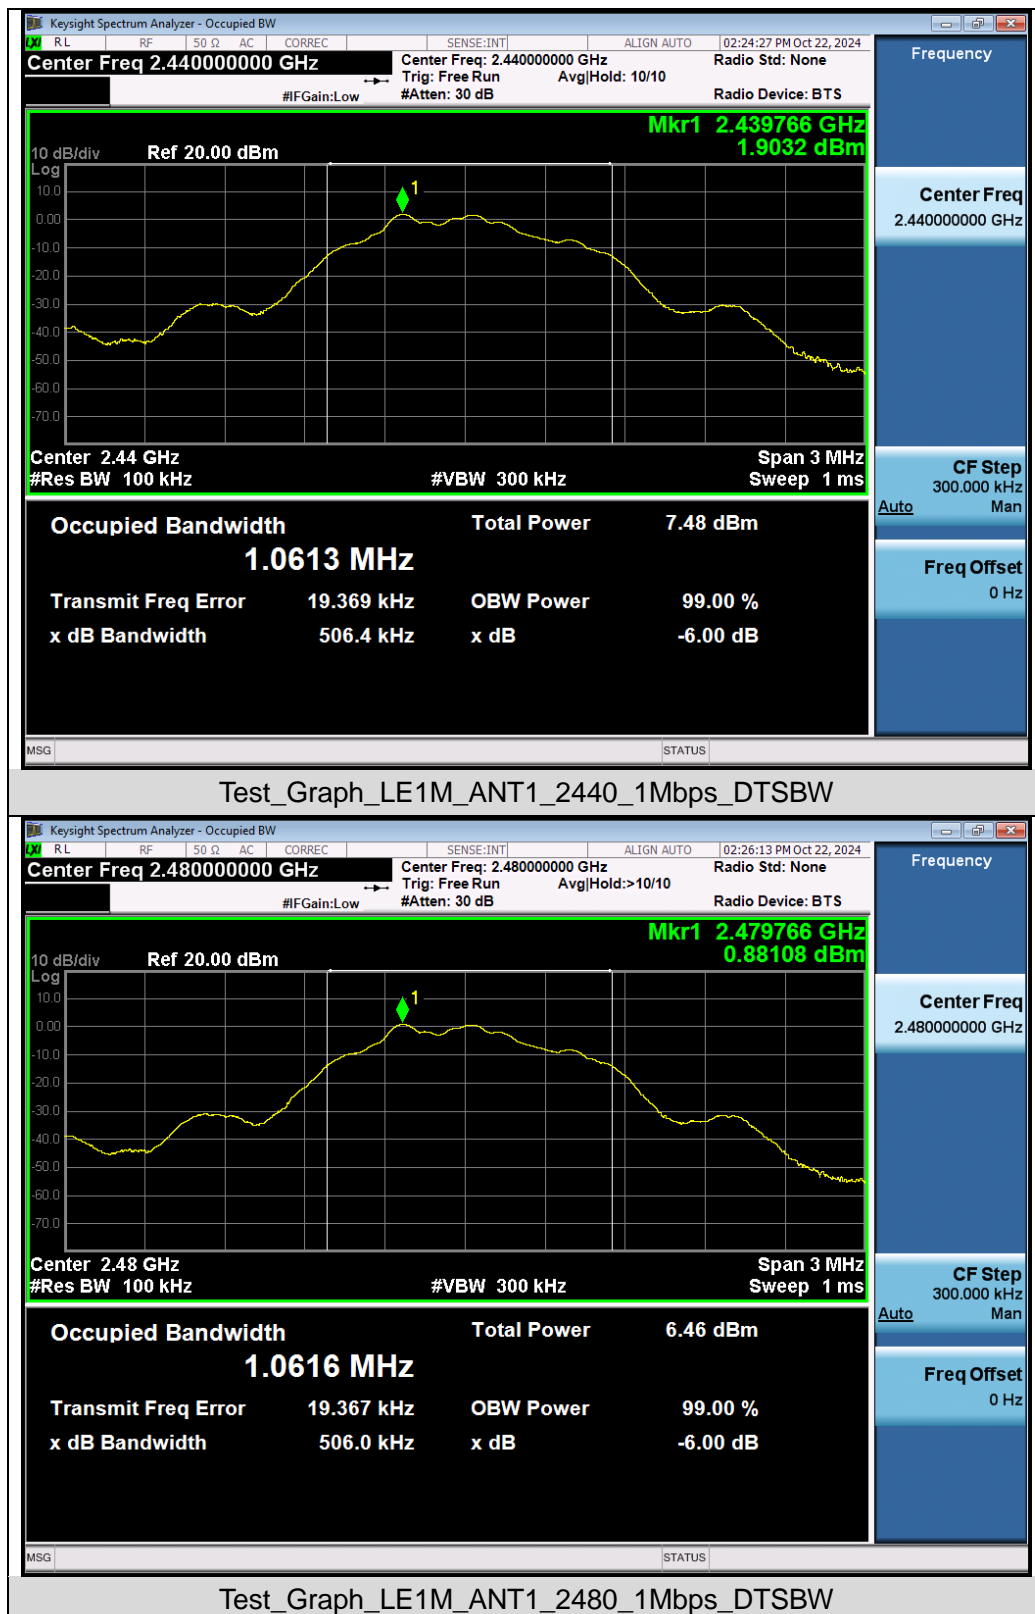 Keysight Spectrum Analyzer - Occupied BW
LXI RL RF 50 Ω AC CORREC SENSE:INT ALIGN AUTO 02:24:27 PM Oct 22, 2024
Center Freq 2.440000000 GHz Center Freq: 2.440000000 GHz Radio Std: None
Trig: Free Run Avg|Hold: 10/10
#IFGain:Low #Atten: 30 dB Radio Device: BTS
Frequency
Mkr1 2.439766 GHz
1.9032 dBm
10 dB/div Ref 20.00 dBm
Log
10.0
1
0.00
-10.0
-20.0
-30.0
-40.0
-50.0
-60.0
-70.0
Center 2.44 GHz Span 3 MHz
#Res BW 100 kHz #VBW 300 kHz Sweep 1 ms
Center Freq
2.440000000 GHz
CF Step
300.000 kHz
Auto Man
Freq Offset
0 Hz
Occupied Bandwidth Total Power 7.48 dBm
1.0613 MHz
Transmit Freq Error 19.369 kHz OBW Power 99.00 %
x dB Bandwidth 506.4 kHz x dB -6.00 dB
MSG STATUS
Test_Graph_LE1M_ANT1_2440_1Mbps_DTSBW
Keysight Spectrum Analyzer - Occupied BW
LXI RL RF 50 Ω AC CORREC SENSE:INT ALIGN AUTO 02:26:13 PM Oct 22, 2024
Center Freq 2.480000000 GHz Center Freq: 2.480000000 GHz Radio Std: None
Trig: Free Run Avg|Hold:>10/10
#IFGain:Low #Atten: 30 dB Radio Device: BTS
Frequency
Mkr1 2.479766 GHz
0.88108 dBm
10 dB/div Ref 20.00 dBm
Log
10.0
1
0.00
-10.0
-20.0
-30.0
-40.0
-50.0
-60.0
-70.0
Center 2.48 GHz Span 3 MHz
#Res BW 100 kHz #VBW 300 kHz Sweep 1 ms
Center Freq
2.480000000 GHz
CF Step
300.000 kHz
Auto Man
Freq Offset
0 Hz
Occupied Bandwidth Total Power 6.46 dBm
1.0616 MHz
Transmit Freq Error 19.367 kHz OBW Power 99.00 %
x dB Bandwidth 506.0 kHz x dB -6.00 dB
MSG STATUS
Test_Graph_LE1M_ANT1_2480_1Mbps_DTSBW